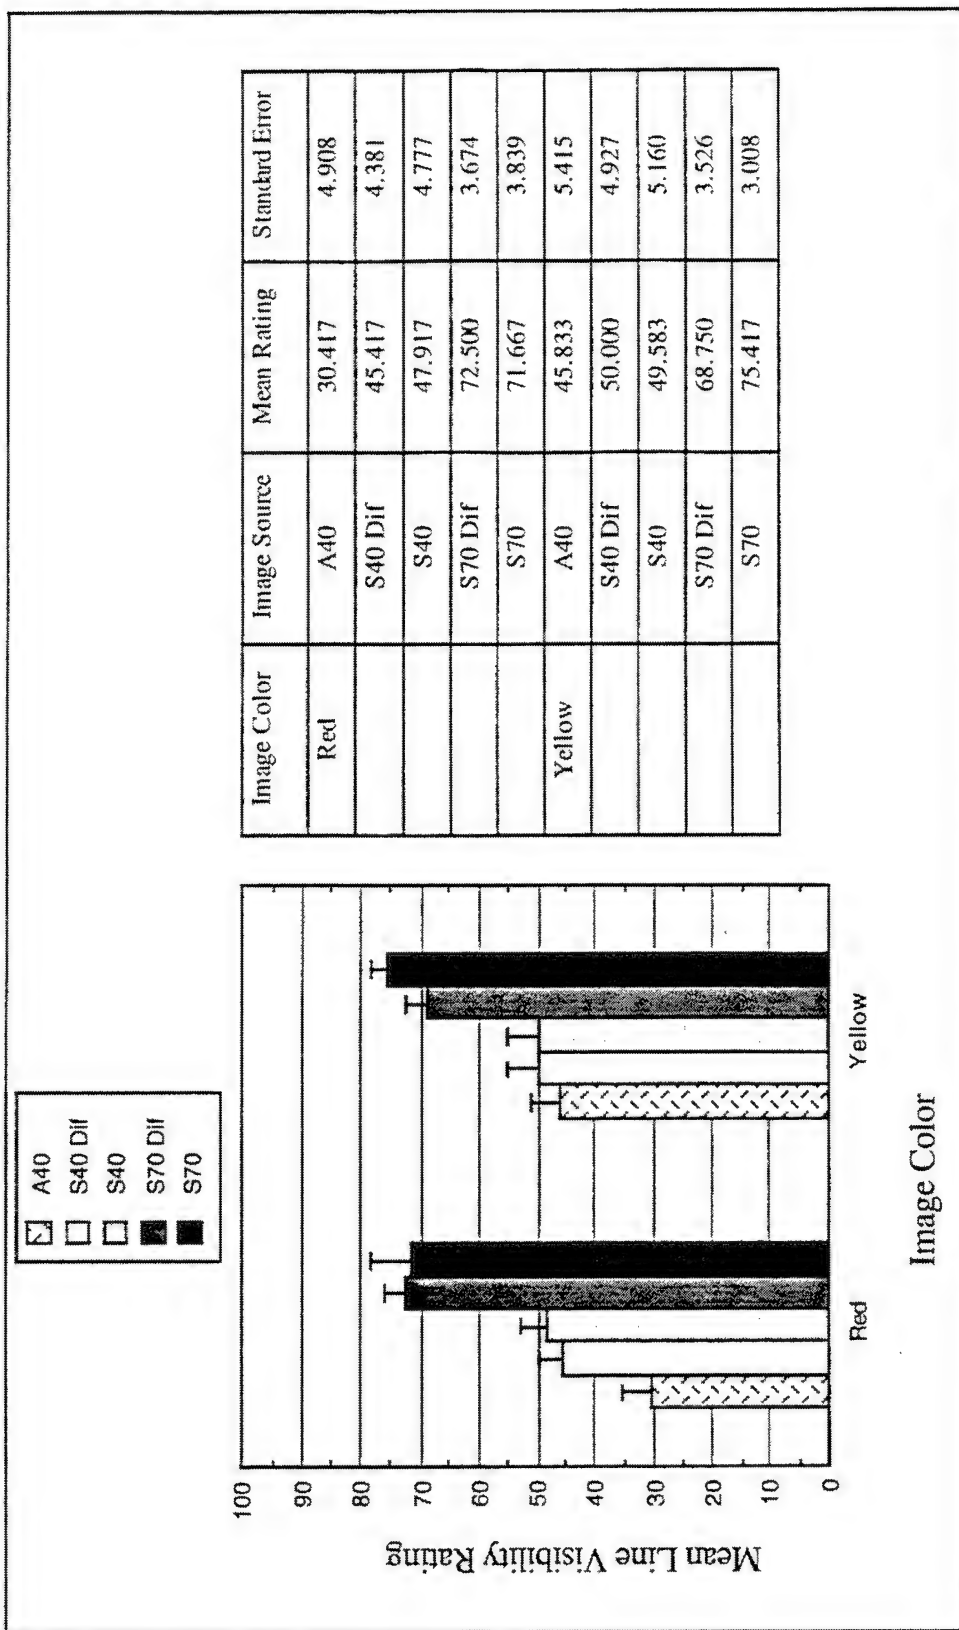 A40
S40 Dif
S40
S70 Dif
S70
Mean Line Visibility Rating
100
90
80
70
60
50
40
30
20
10
0
Red
Yellow
Image Color
Image Color Image Source Mean Rating Standard Error
Red A40 30.417 4.908
S40 Dif 45.417 4.381
S40 47.917 4.777
S70 Dif 72.500 3.674
S70 71.667 3.839
Yellow A40 45.833 5.415
S40 Dif 50.000 4.927
S40 49.583 5.160
S70 Dif 68.750 3.526
S70 75.417 3.008